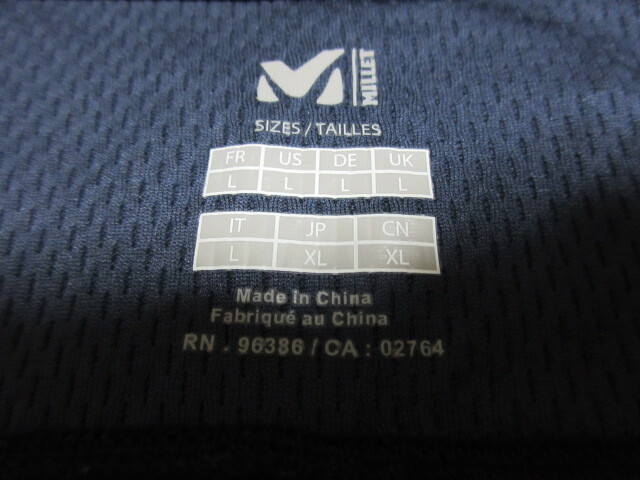 M MILLET
SIZES / TAILLES
FR US DE UK
L L L L
IT JP CN
L XL XL
Made in China
Fabriqué au China
RN . 96386 / CA : 02764